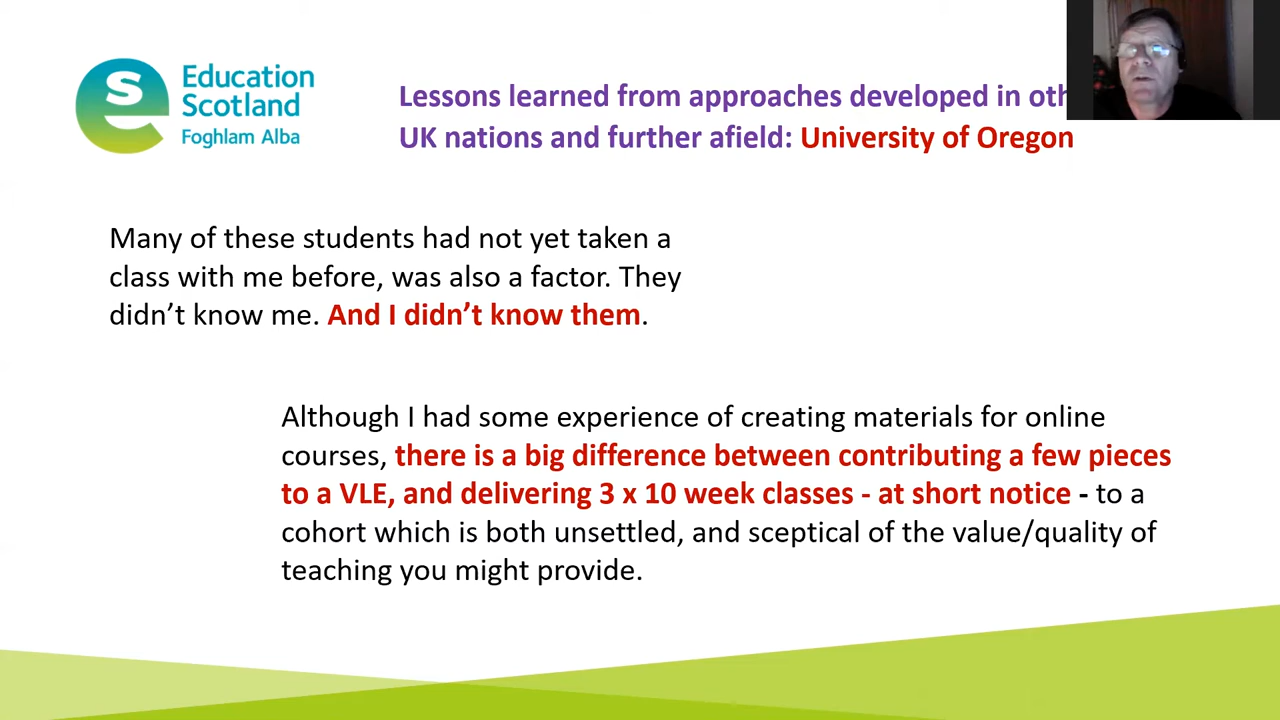 Education
Scotland
Foghlam Alba
Lessons learned from approaches developed in
UK nations and further afield: University of Oregon
Many of these students had not yet taken a
class with me before, was also a factor. They
didn’t know me. And I didn’t know them.
Although I had some experience of creating materials for online
courses, there is a big difference between contributing a few pieces
to a VLE, and delivering 3 x 10 week classes - at short notice - to a
cohort which is both unsettled, and sceptical of the value/quality of
teaching you might provide.